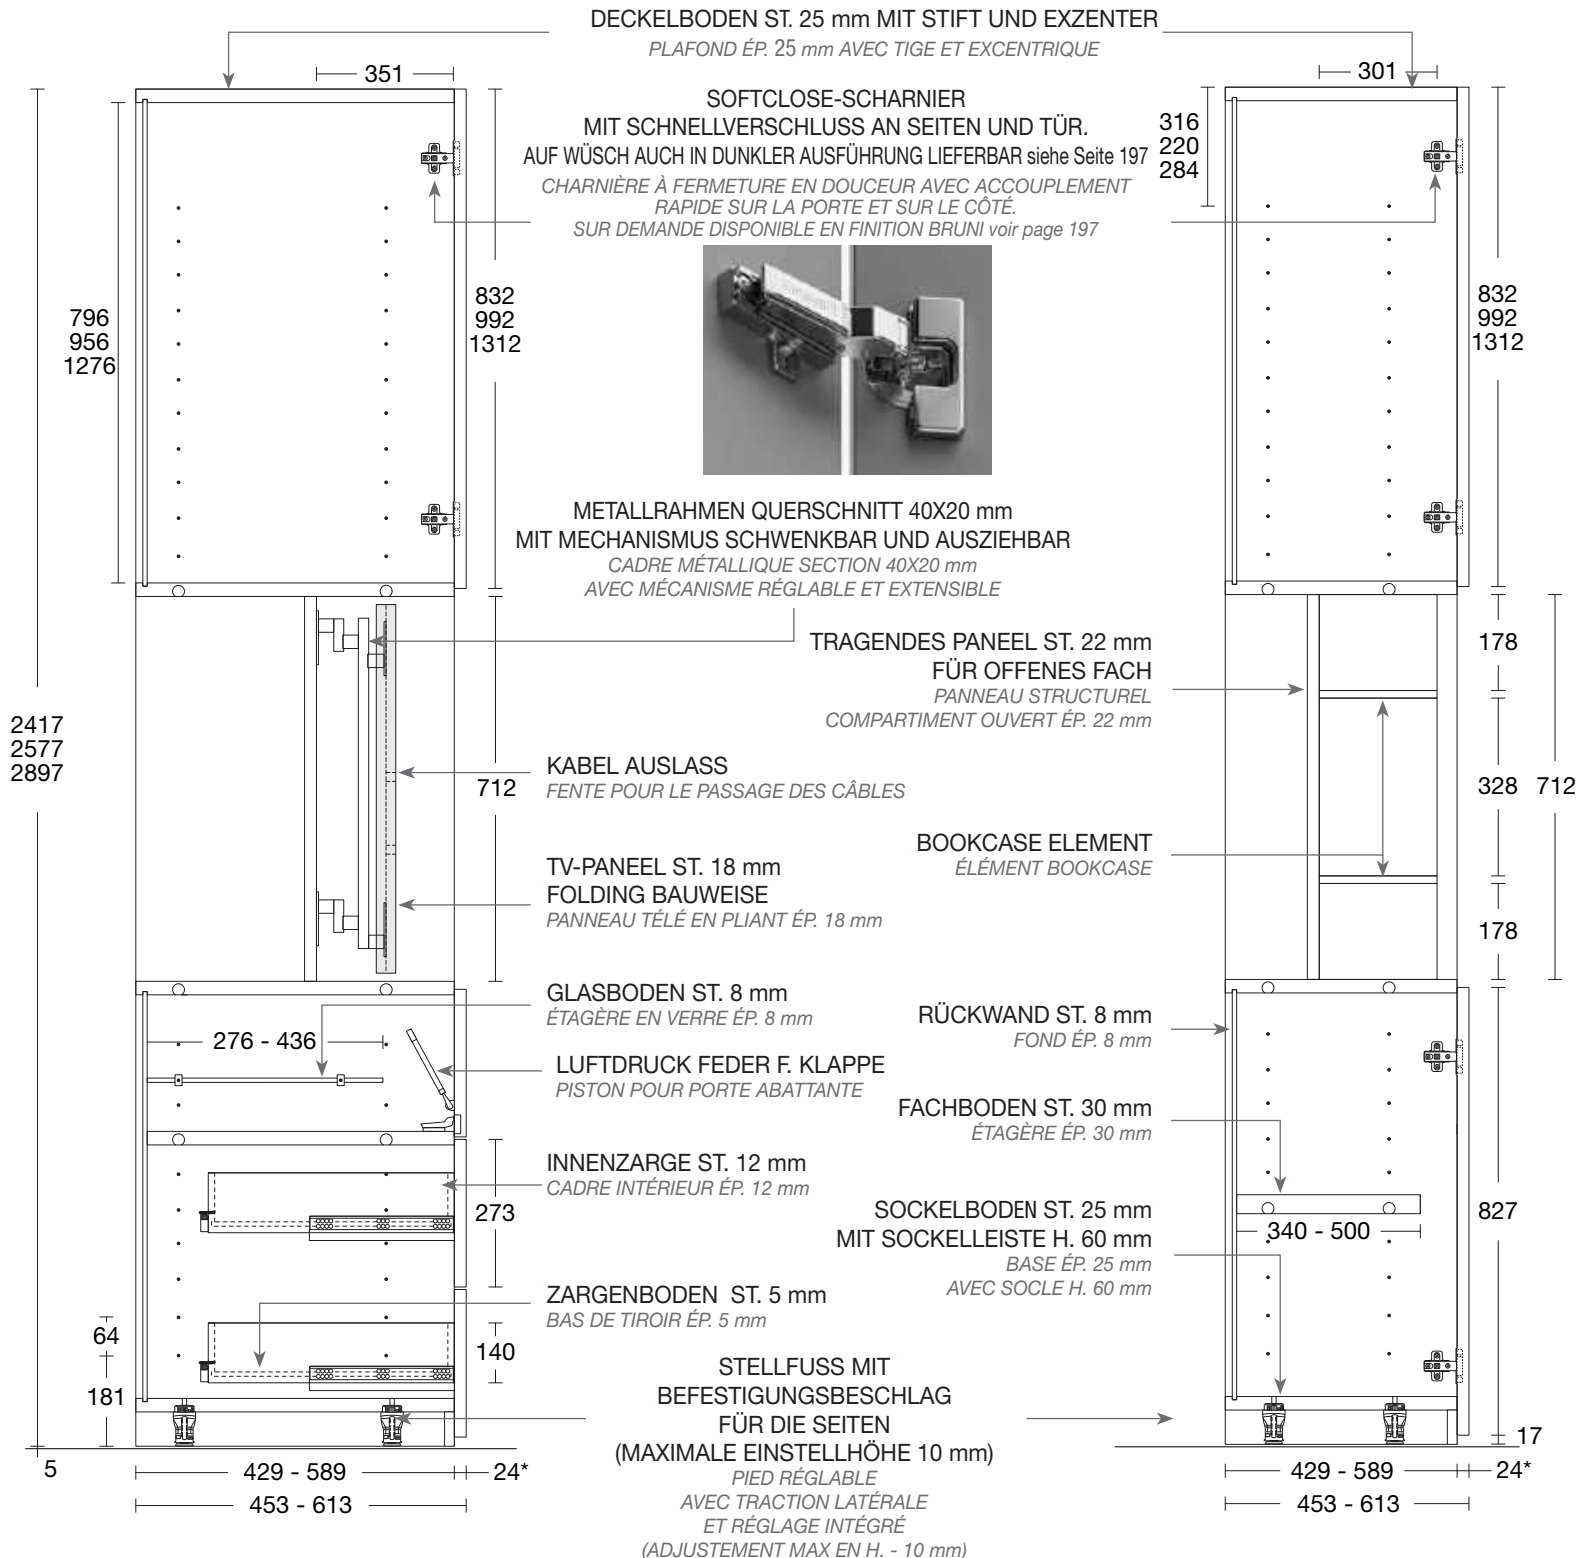 DECKELBODEN ST. 25 mm MIT STIFT UND EXZENTER
PLAFOND ÉP. 25 mm AVEC TIGE ET EXCENTRIQUE
351
301
SOFTCLOSE-SCHARNIER
MIT SCHNELLVERSCHLUSS AN SEITEN UND TÜR.
AUF WÜSCH AUCH IN DUNKLER AUSFÜHRUNG LIEFERBAR siehe Seite 197
CHARNIÈRE À FERMETURE EN DOUCEUR AVEC ACCOUPLEMENT
RAPIDE SUR LA PORTE ET SUR LE CÔTÉ.
SUR DEMANDE DISPONIBLE EN FINITION BRUNI voir page 197
316
220
284
796
956
1276
832
992
1312
832
992
1312
METALLRAHMEN QUERSCHNITT 40X20 mm
MIT MECHANISMUS SCHWENKBAR UND AUSZIEHBAR
CADRE MÉTALLIQUE SECTION 40X20 mm
AVEC MÉCANISME RÉGLABLE ET EXTENSIBLE
TRAGENDES PANEEL ST. 22 mm
FÜR OFFENES FACH
PANNEAU STRUCTUREL
COMPARTIMENT OUVERT ÉP. 22 mm
178
2417
2577
2897
KABEL AUSLASS
FENTE POUR LE PASSAGE DES CÂBLES
712
328
712
BOOKCASE ELEMENT
ÉLÉMENT BOOKCASE
TV-PANEEL ST. 18 mm
FOLDING BAUWEISE
PANNEAU TÉLÉ EN PLIANT ÉP. 18 mm
178
GLASBODEN ST. 8 mm
ÉTAGÈRE EN VERRE ÉP. 8 mm
RÜCKWAND ST. 8 mm
FOND ÉP. 8 mm
276 - 436
LUFTDRUCK FEDER F. KLAPPE
PISTON POUR PORTE ABATTANTE
FACHBODEN ST. 30 mm
ÉTAGÈRE ÉP. 30 mm
INNENZARGE ST. 12 mm
CADRE INTÉRIEUR ÉP. 12 mm
273
SOCKELBODEN ST. 25 mm
MIT SOCKELLEISTE H. 60 mm
BASE ÉP. 25 mm
AVEC SOCLE H. 60 mm
340 - 500
827
ZARGENBODEN ST. 5 mm
BAS DE TIROIR ÉP. 5 mm
64
140
181
STELLFUSS MIT
BEFESTIGUNGSBESCHLAG
FÜR DIE SEITEN
(MAXIMALE EINSTELLHÖHE 10 mm)
PIED RÉGLABLE
AVEC TRACTION LATÉRALE
ET RÉGLAGE INTÉGRÉ
(ADJUSTEMENT MAX EN H. - 10 mm)
17
5
429 - 589
24*
453 - 613
429 - 589
24*
453 - 613